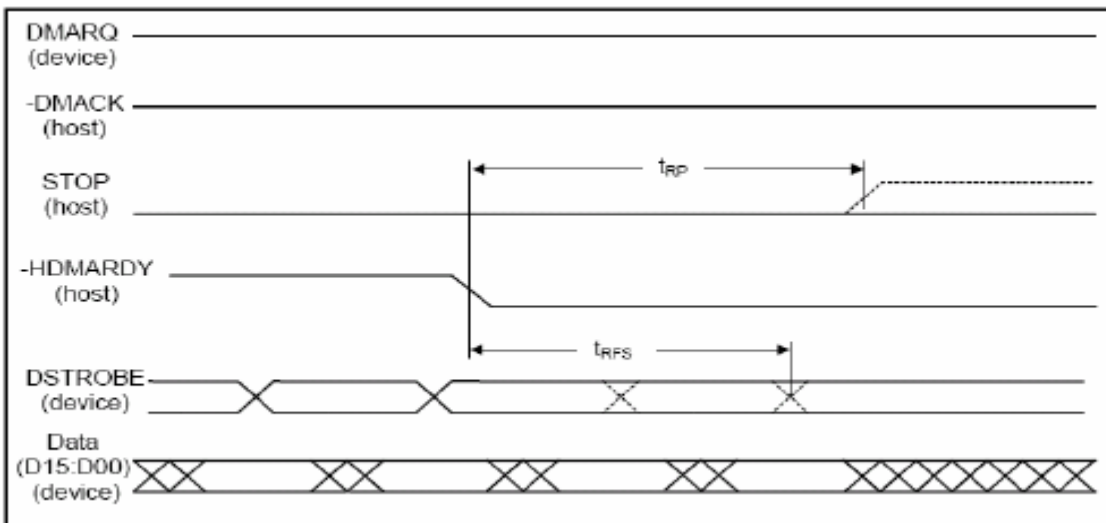 DMARQ
(device)
-DMACK
(host)
tRP
STOP
(host)
-HDMARDY
(host)
tRFS
DSTROBE
(device)
Data
(D15:D00)
(device)